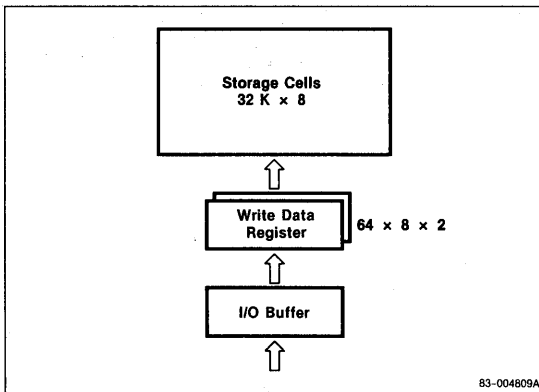 Storage Cells
32 K × 8
Write Data
Register
64 × 8 × 2
I/O Buffer
83-004809A